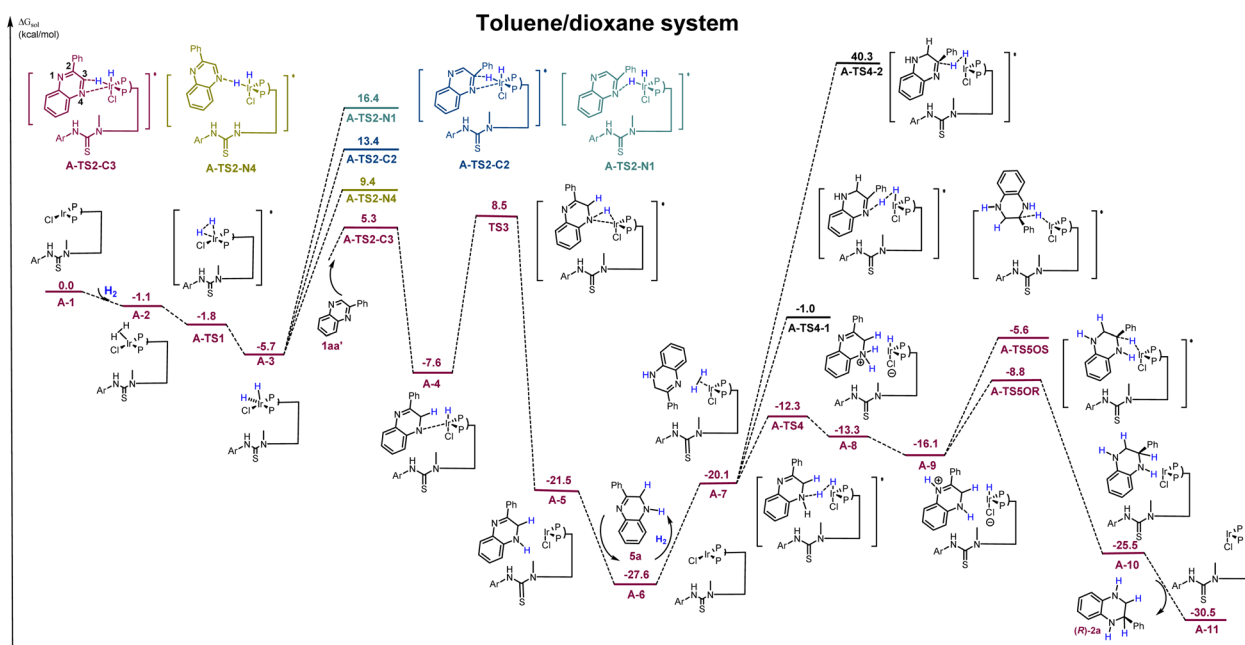 Toluene/dioxane system
ΔGsol
(kcal/mol)
A-TS2-C3
A-TS2-N4
16.4
A-TS2-N1
13.4
A-TS2-C2
9.4
A-TS2-N4
5.3
A-TS2-C3
A-TS2-C2
A-TS2-N1
40.3
A-TS4-2
8.5
TS3
0.0
A-1
H2
-1.1
A-2
-1.8
A-TS1
-5.7
A-3
Ph
1aa'
-7.6
A-4
-21.5
A-5
5a
H2
-27.6
A-6
-20.1
A-7
-1.0
A-TS4-1
-12.3
A-TS4
-13.3
A-8
-16.1
A-9
-5.6
A-TS5OS
-8.8
A-TS5OR
-25.5
A-10
(R)-2a
-30.5
A-11